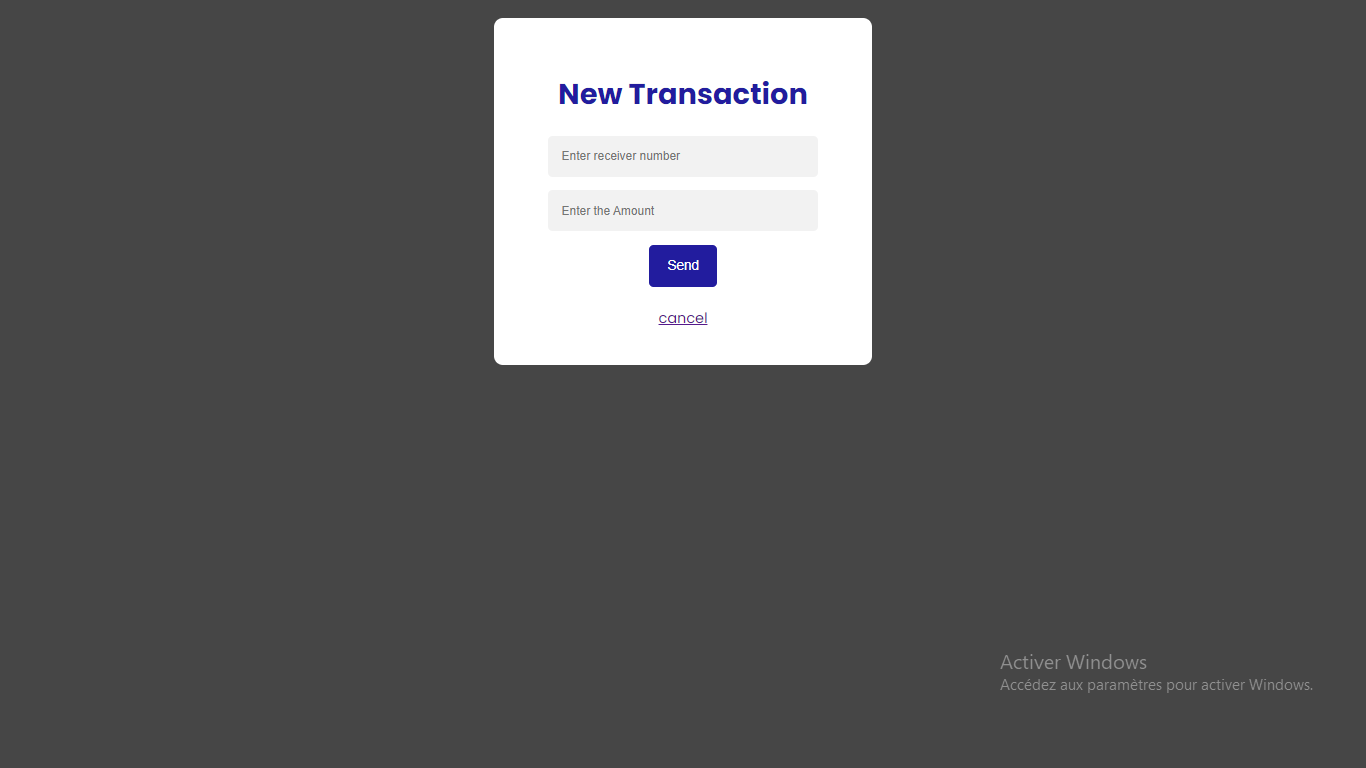 New Transaction
Enter receiver number
Enter the Amount
Send
cancel
Activer Windows
Accédez aux paramètres pour activer Windows.